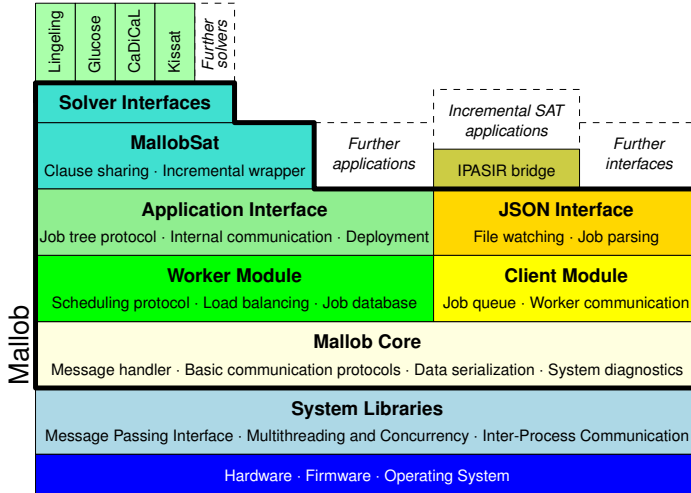 Lingeling
Glucose
CaDiCaL
Kissat
Further
solvers
Solver Interfaces
MallobSat
Clause sharing · Incremental wrapper
Further
applications
Incremental SAT
applications
IPASIR bridge
Further
interfaces
Application Interface
Job tree protocol · Internal communication · Deployment
JSON Interface
File watching · Job parsing
Worker Module
Scheduling protocol · Load balancing · Job database
Client Module
Job queue · Worker communication
Mallob
Mallob Core
Message handler · Basic communication protocols · Data serialization · System diagnostics
System Libraries
Message Passing Interface · Multithreading and Concurrency · Inter-Process Communication
Hardware · Firmware · Operating System